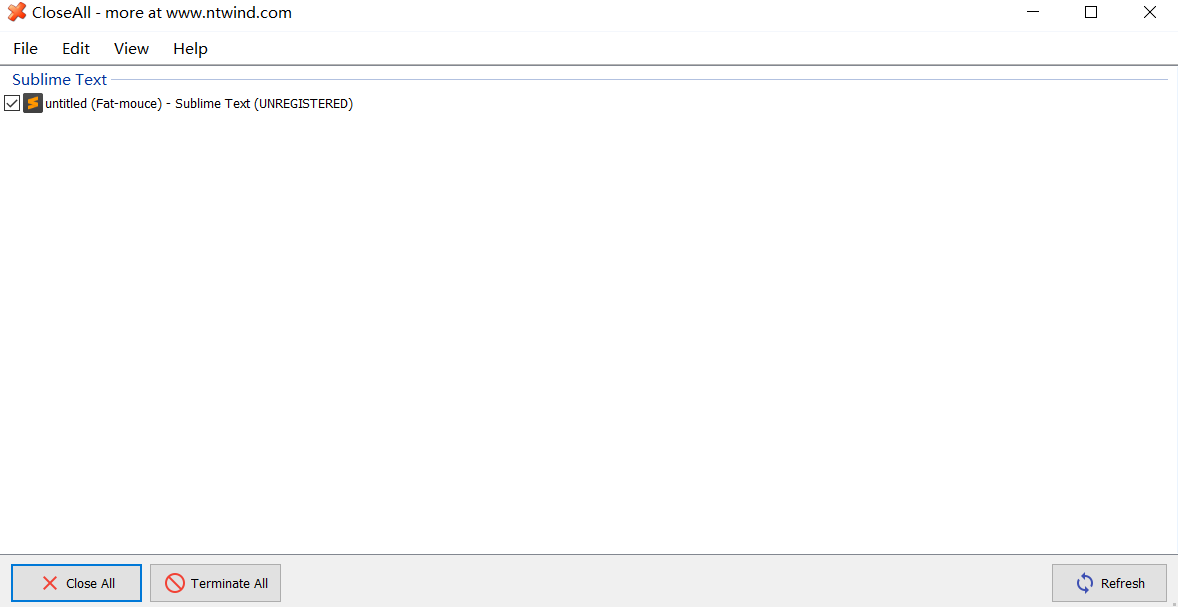 CloseAll - more at www.ntwind.com
File Edit View Help
Sublime Text
untitled (Fat-mouce) - Sublime Text (UNREGISTERED)
Close All Terminate All Refresh